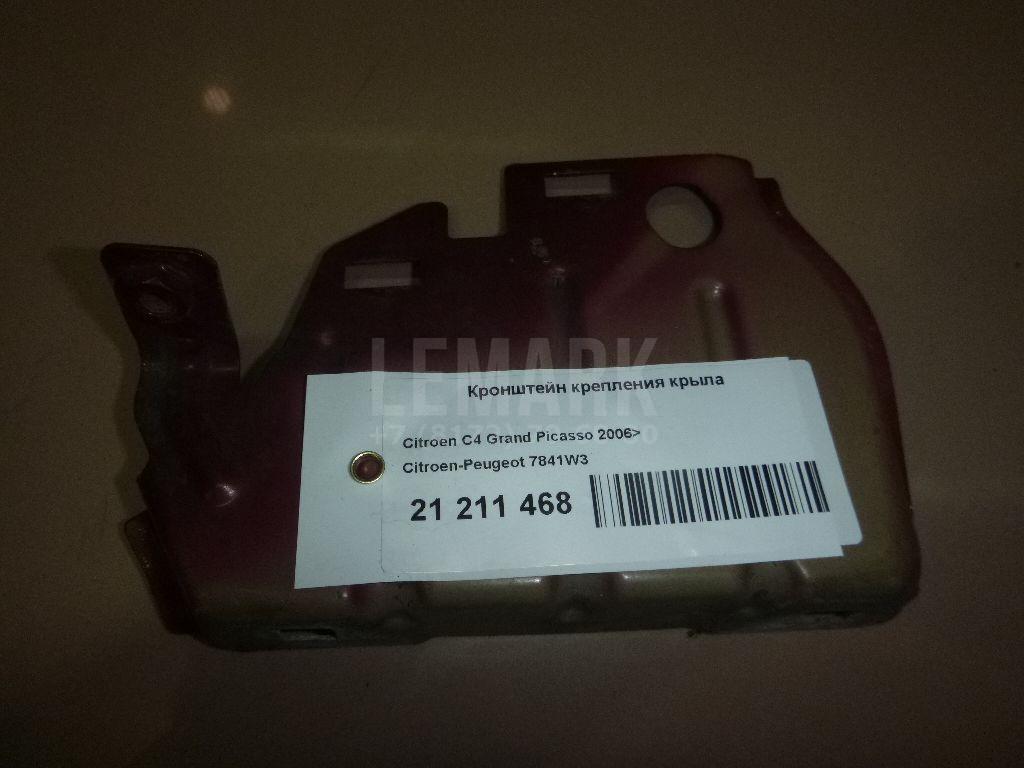 LEMARK
Кронштейн крепления крыла
Citroen C4 Grand Picasso 2006>
Citroen-Peugeot 7841W3
21 211 468